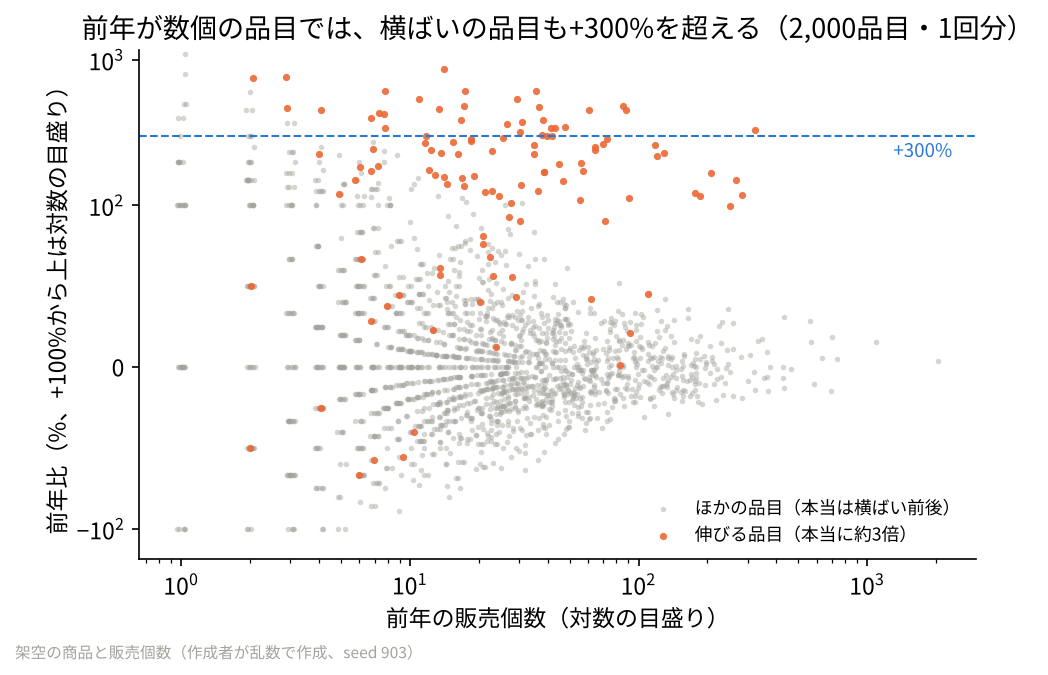 前年が数個の品目では、横ばいの品目も+300%を超える（2,000品目・1回分）
前年比（%、+100%から上は対数の目盛り）
10³
10²
0
−10²
+300%
ほかの品目（本当は横ばい前後）
伸びる品目（本当に約3倍）
10⁰ 10¹ 10² 10³
前年の販売個数（対数の目盛り）
架空の商品と販売個数（作成者が乱数で作成、seed 903）